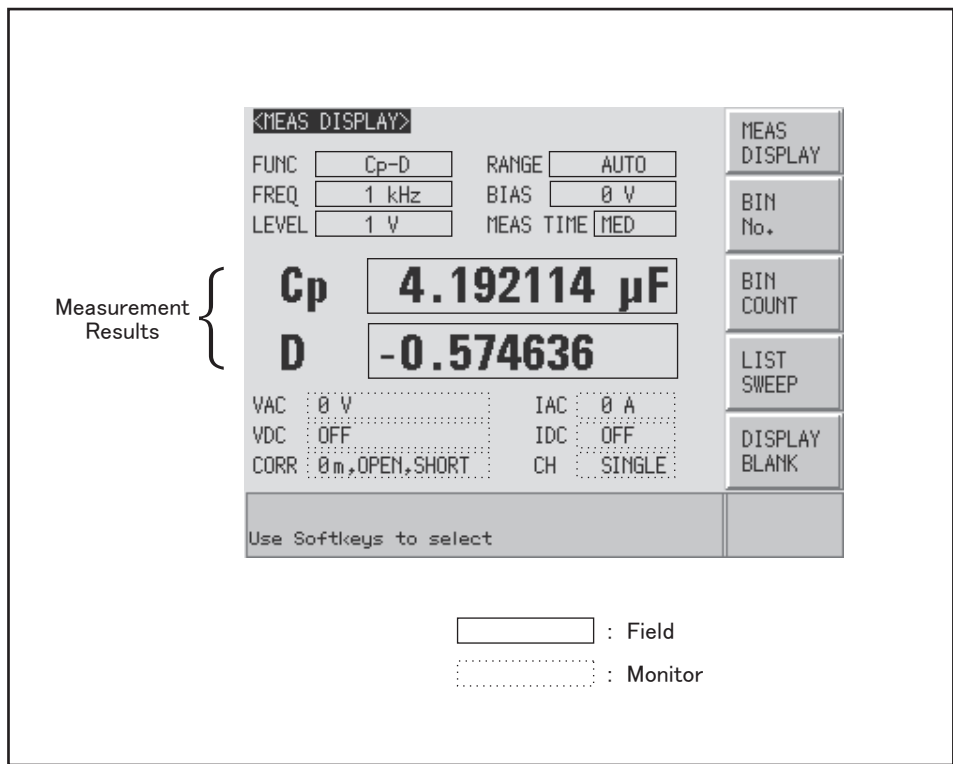 <MEAS DISPLAY>
FUNC Cp-D RANGE AUTO
FREQ 1 kHz BIAS 0 V
LEVEL 1 V MEAS TIME MED
Measurement
Results
Cp 4.192114 µF
D -0.574636
VAC 0 V IAC 0 A
VDC OFF IDC OFF
CORR 0m,OPEN,SHORT CH SINGLE
MEAS
DISPLAY
BIN
No.
BIN
COUNT
LIST
SWEEP
DISPLAY
BLANK
Use Softkeys to select
: Field
: Monitor